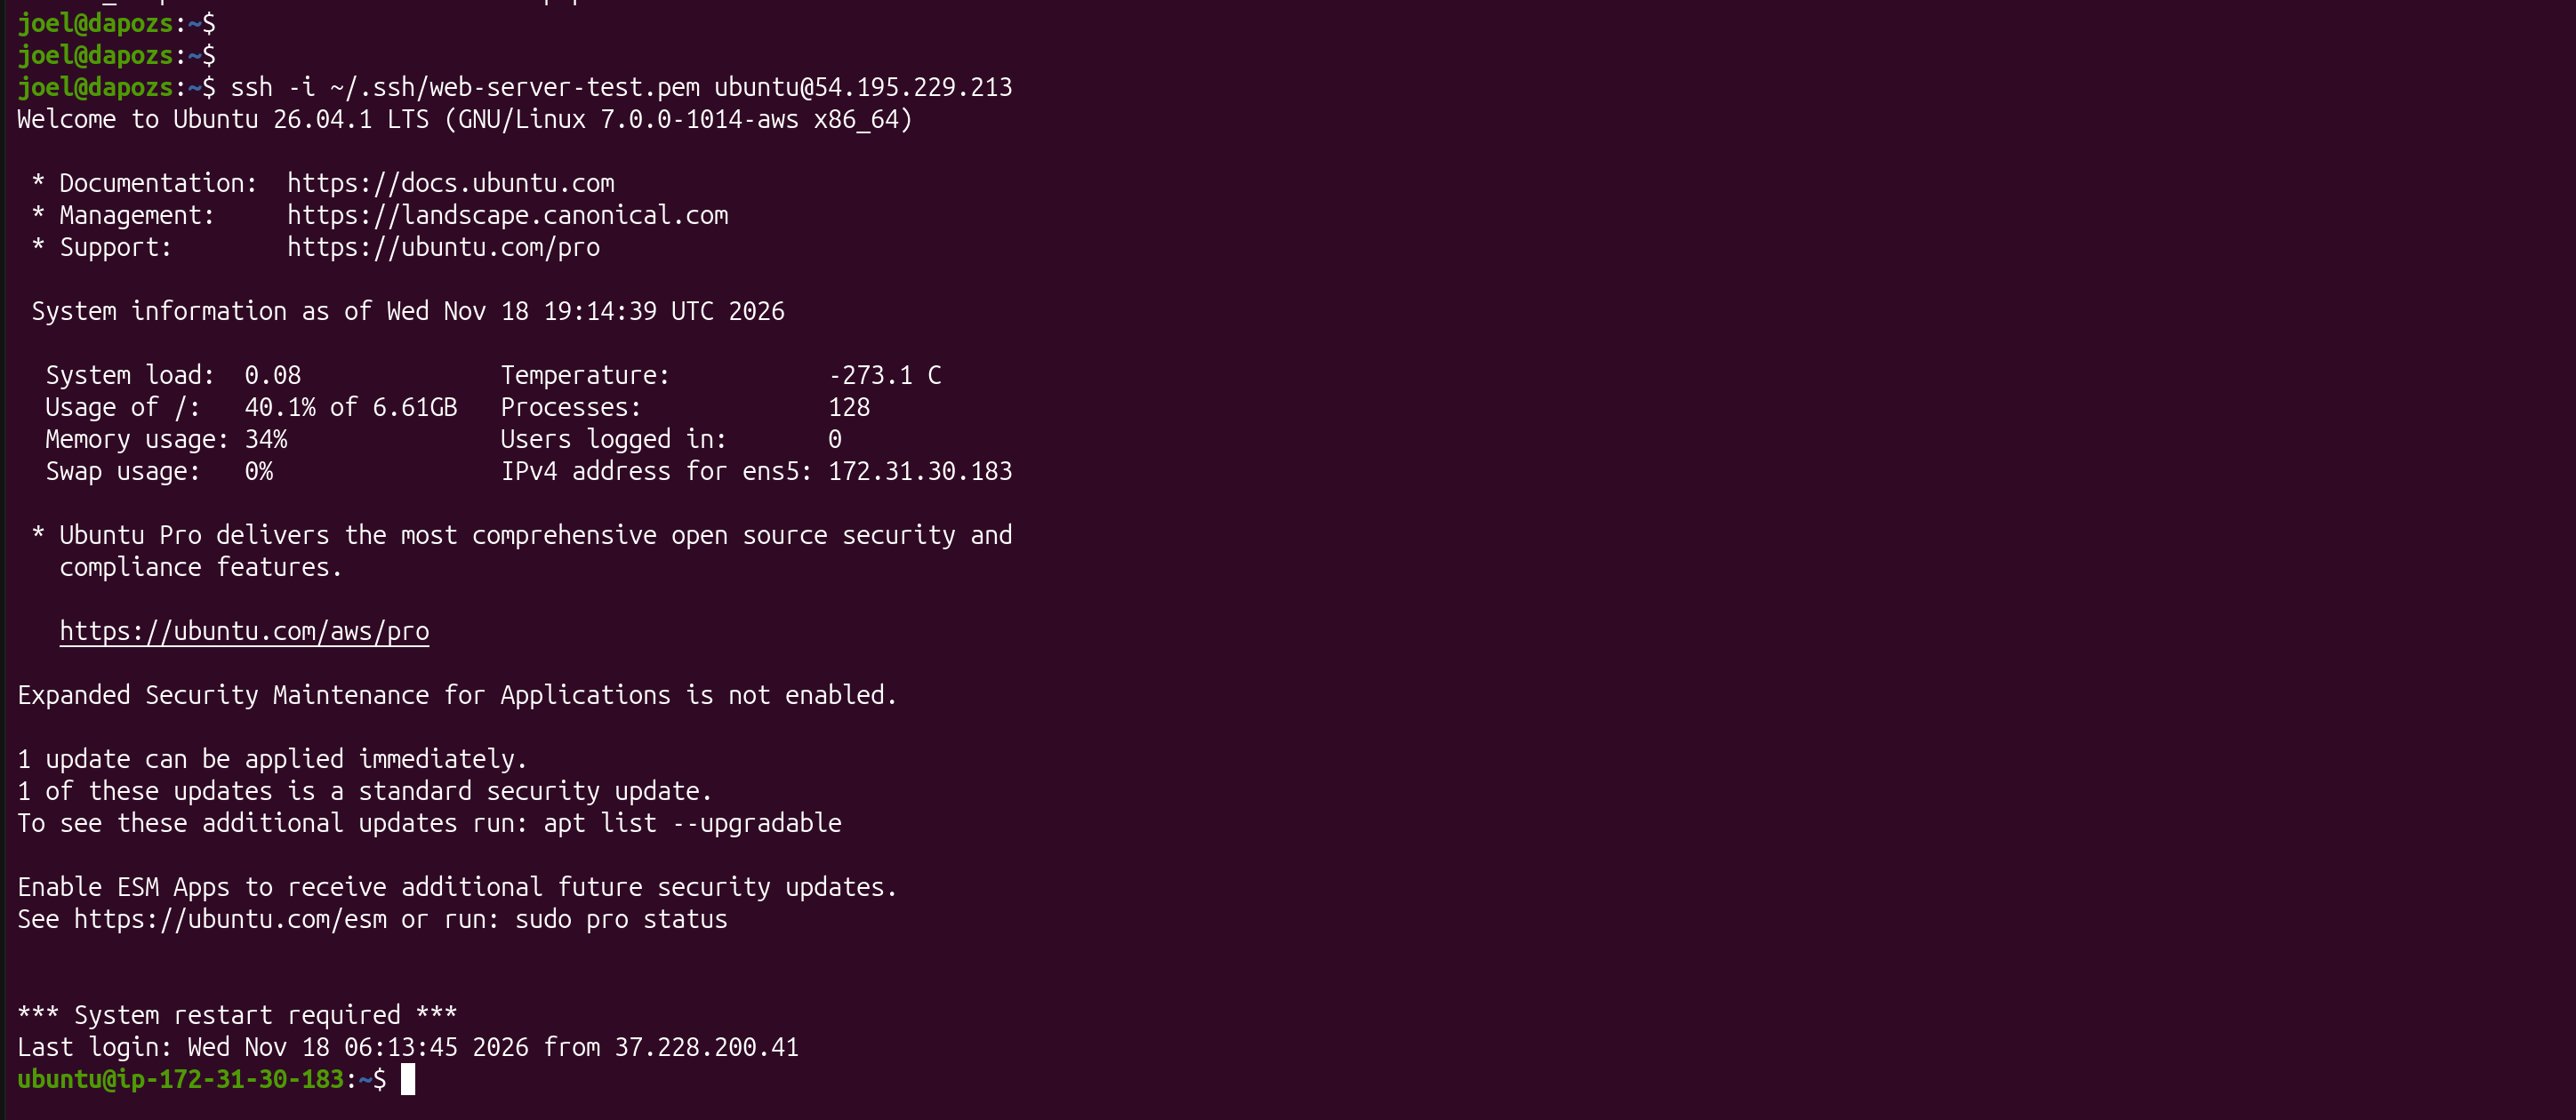 joel@dapozs:~$
joel@dapozs:~$
joel@dapozs:~$ ssh -i ~/.ssh/web-server-test.pem ubuntu@54.195.229.213
Welcome to Ubuntu 26.04.1 LTS (GNU/Linux 7.0.0-1014-aws x86_64)

 * Documentation:  https://docs.ubuntu.com
 * Management:     https://landscape.canonical.com
 * Support:        https://ubuntu.com/pro

 System information as of Wed Nov 18 19:14:39 UTC 2026

  System load:  0.08              Temperature:           -273.1 C
  Usage of /:   40.1% of 6.61GB   Processes:             128
  Memory usage: 34%               Users logged in:       0
  Swap usage:   0%                IPv4 address for ens5: 172.31.30.183

 * Ubuntu Pro delivers the most comprehensive open source security and
   compliance features.

   https://ubuntu.com/aws/pro

Expanded Security Maintenance for Applications is not enabled.

1 update can be applied immediately.
1 of these updates is a standard security update.
To see these additional updates run: apt list --upgradable

Enable ESM Apps to receive additional future security updates.
See https://ubuntu.com/esm or run: sudo pro status

*** System restart required ***
Last login: Wed Nov 18 06:13:45 2026 from 37.228.200.41
ubuntu@ip-172-31-30-183:~$